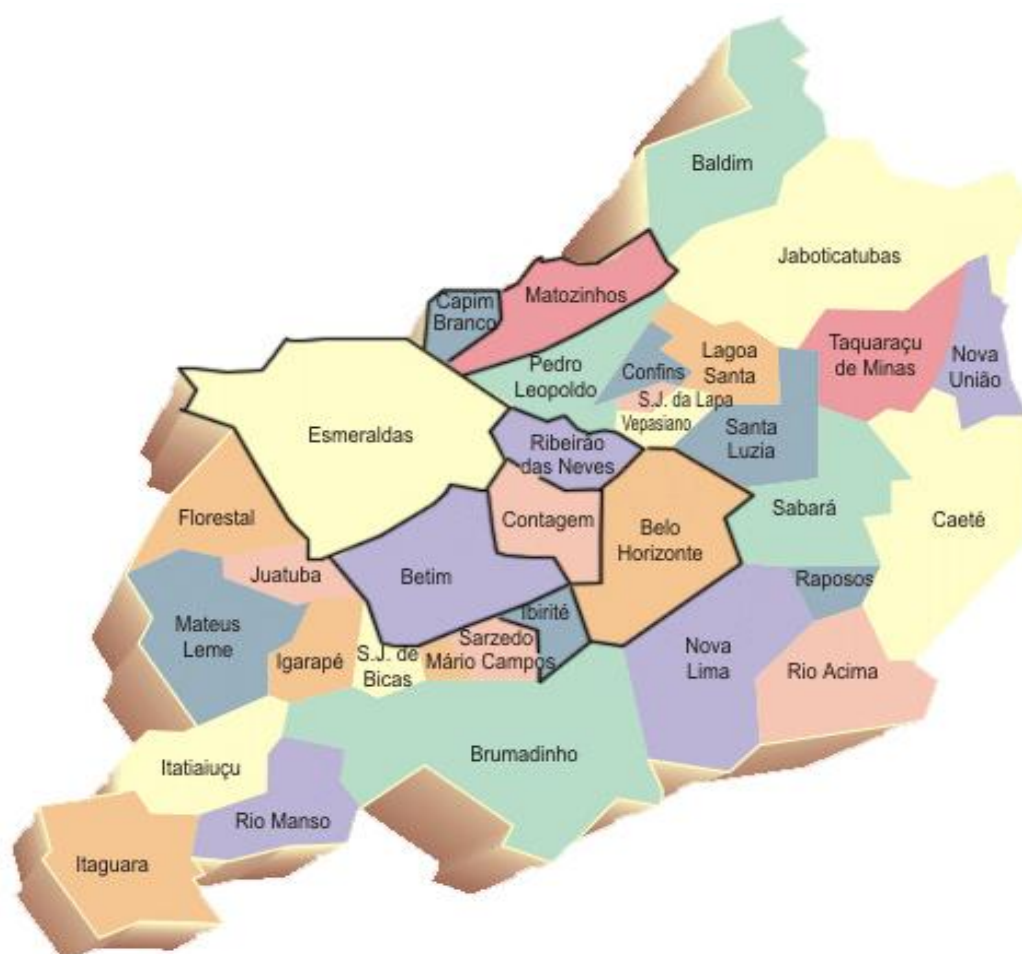 Baldim
Jaboticatubas
Capim
Branco
Matozinhos
Pedro
Leopoldo
Confins
Lagoa
Santa
Taquaraçu
de Minas
Nova
União
S.J. da Lapa
Vepasiano
Santa
Luzia
Esmeraldas
Ribeirão
das Neves
Florestal
Contagem
Belo
Horizonte
Sabará
Caeté
Juatuba
Betim
Raposos
Mateus
Leme
Igarapé
S.J. de
Bicas
Sarzedo
Mário Campos
Ibirité
Nova
Lima
Rio Acima
Itatiaiuçu
Brumadinho
Rio Manso
Itaguara